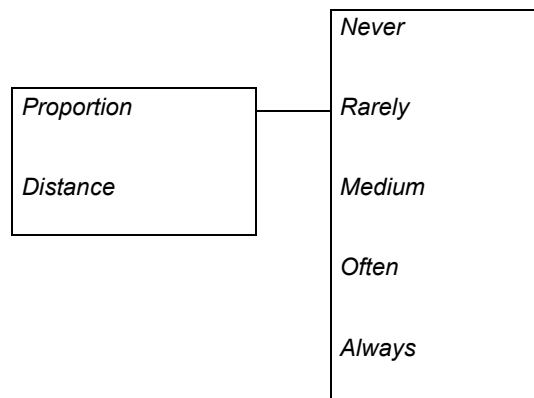 Proportion
Distance
Never
Rarely
Medium
Often
Always